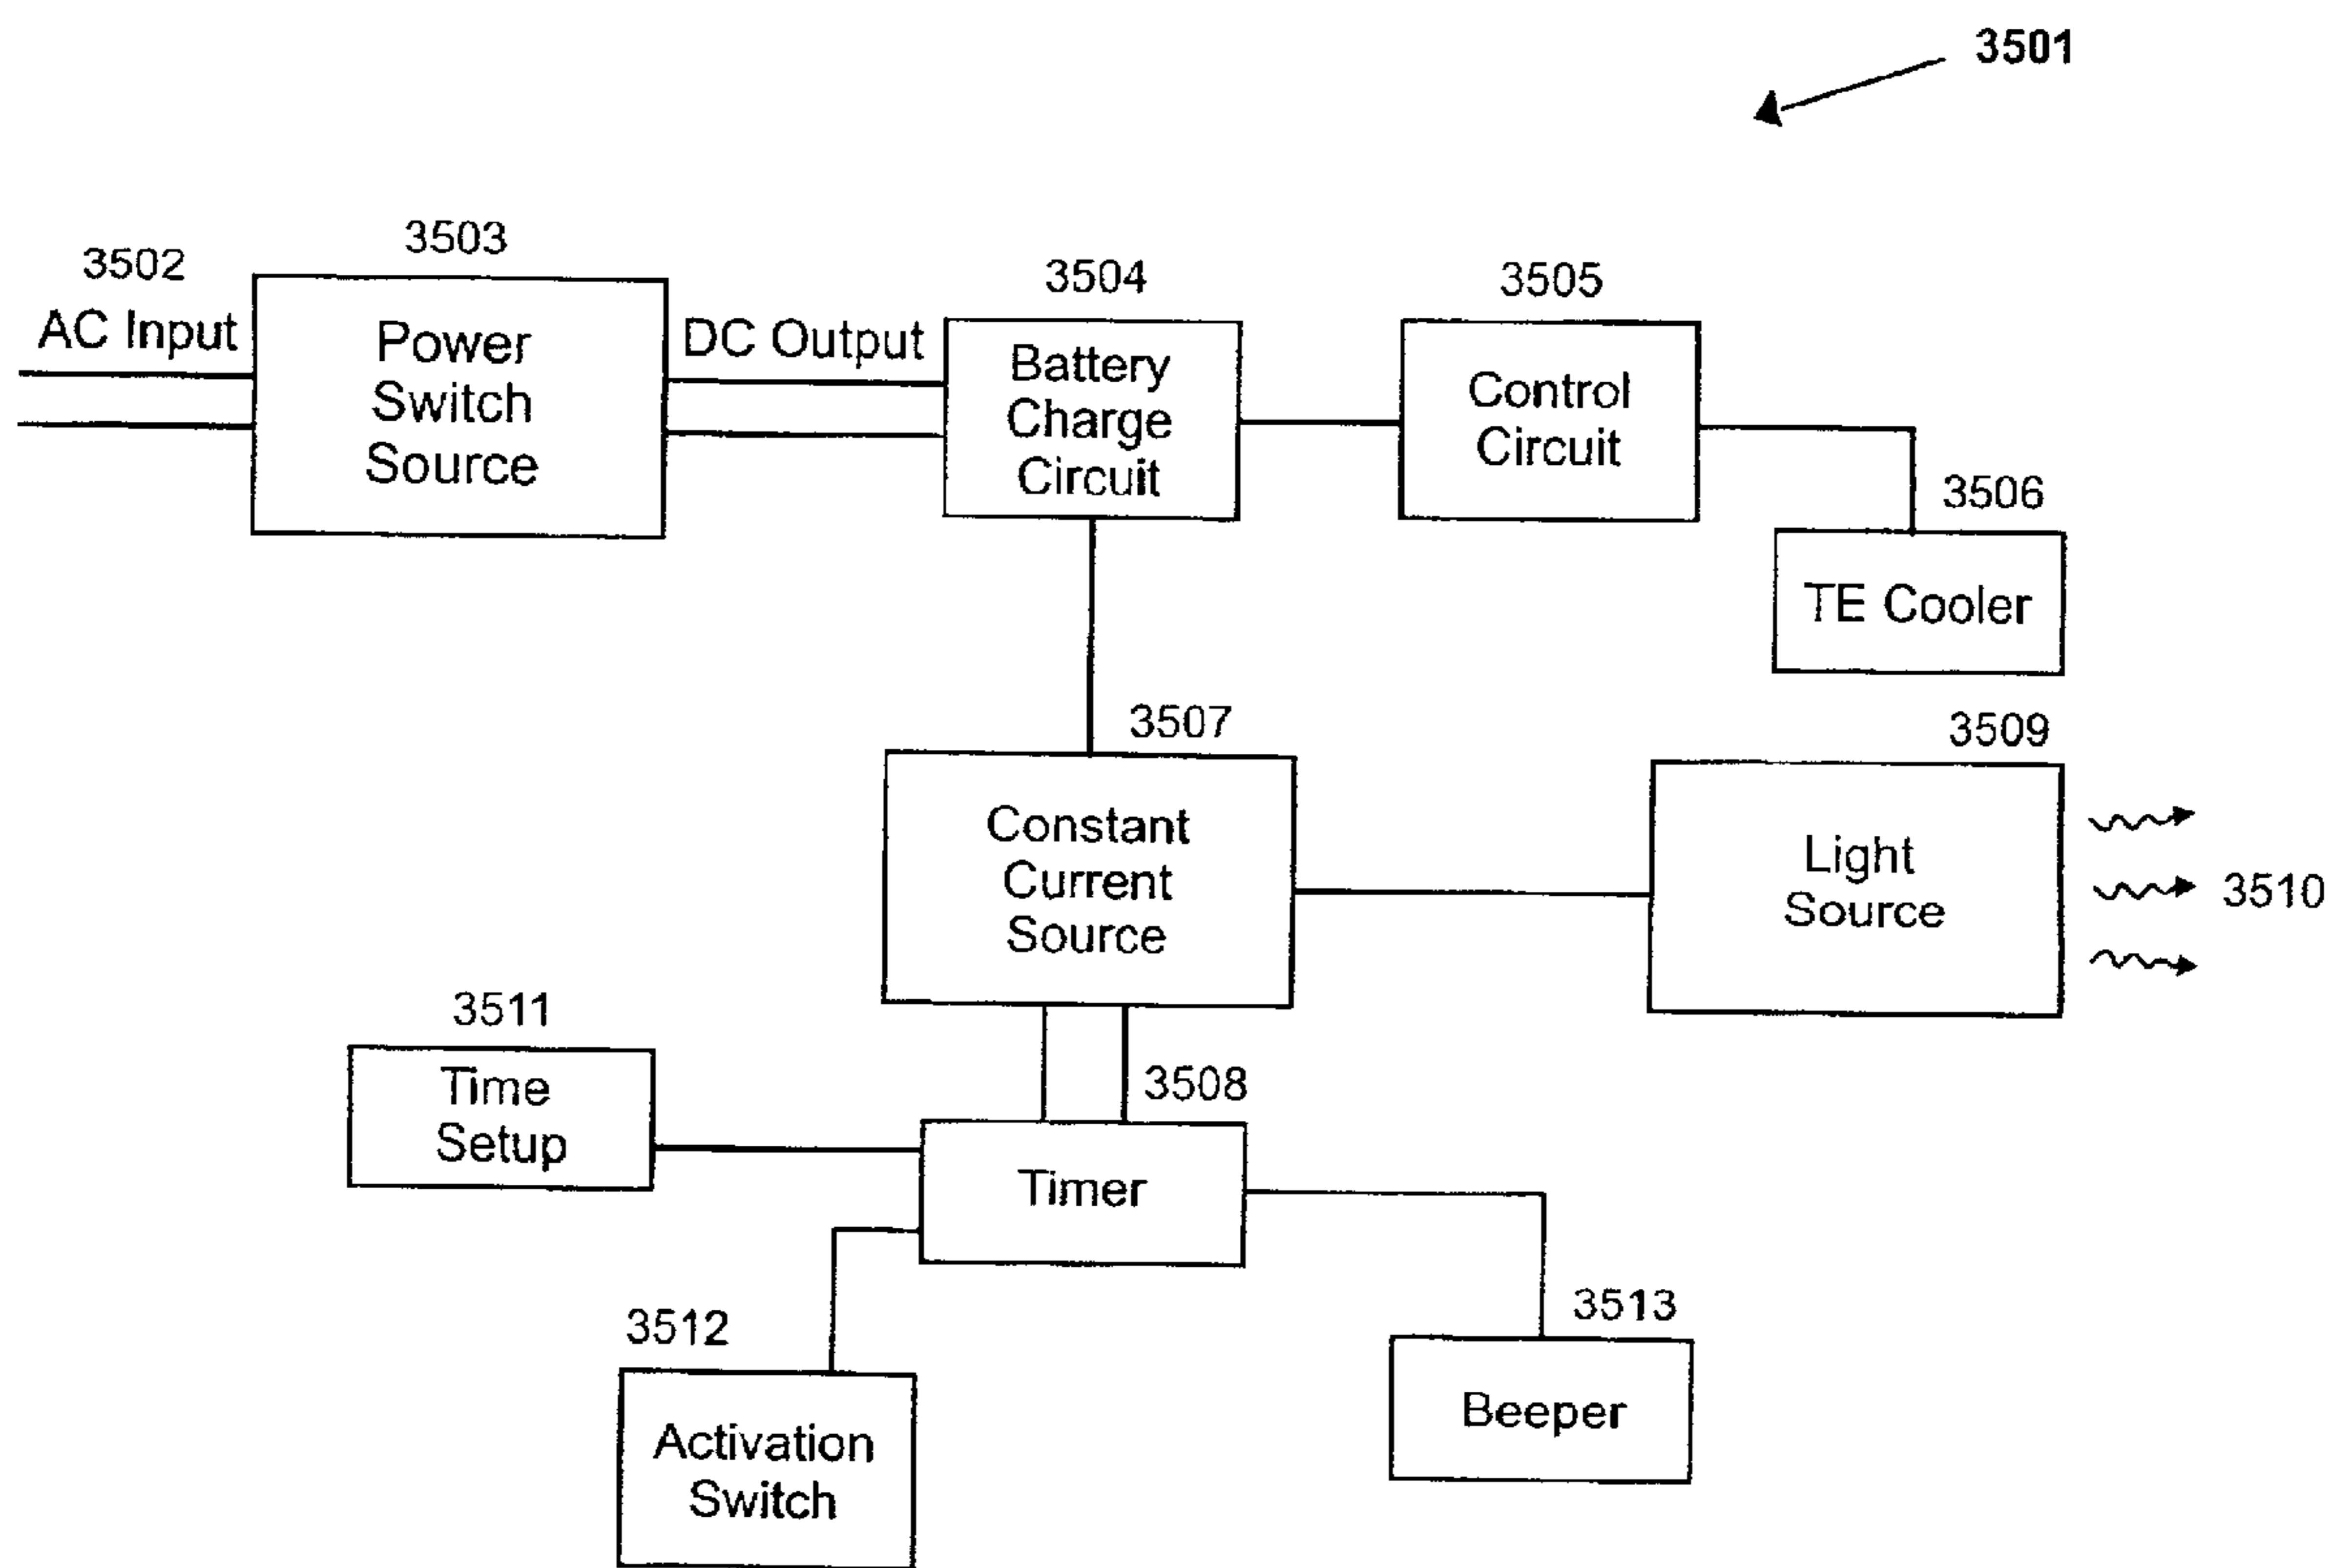 3501
3502
AC Input
3503
Power
Switch
Source
DC Output
3504
Battery
Charge
Circuit
3505
Control
Circuit
3506
TE Cooler
3507
Constant
Current
Source
3509
Light
Source
3510
3511
Time
Setup
3508
Timer
3512
Activation
Switch
3513
Beeper